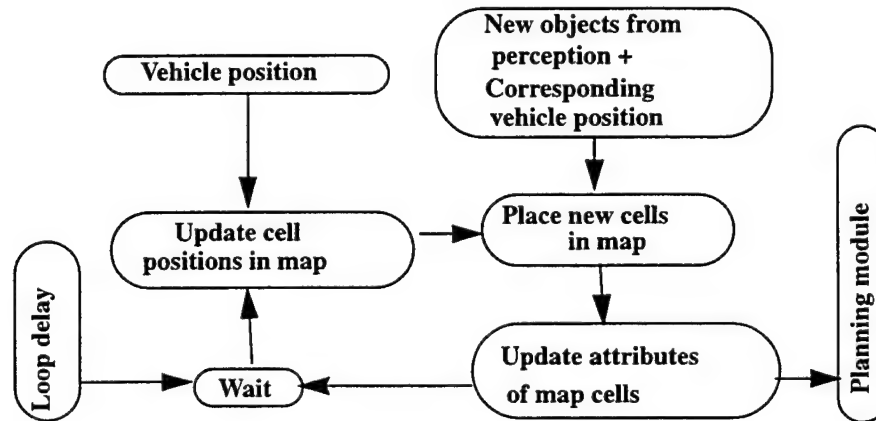 New objects from
perception +
Corresponding
vehicle position
Vehicle position
Update cell
positions in map
Place new cells
in map
Loop delay
Wait
Update attributes
of map cells
Planning module